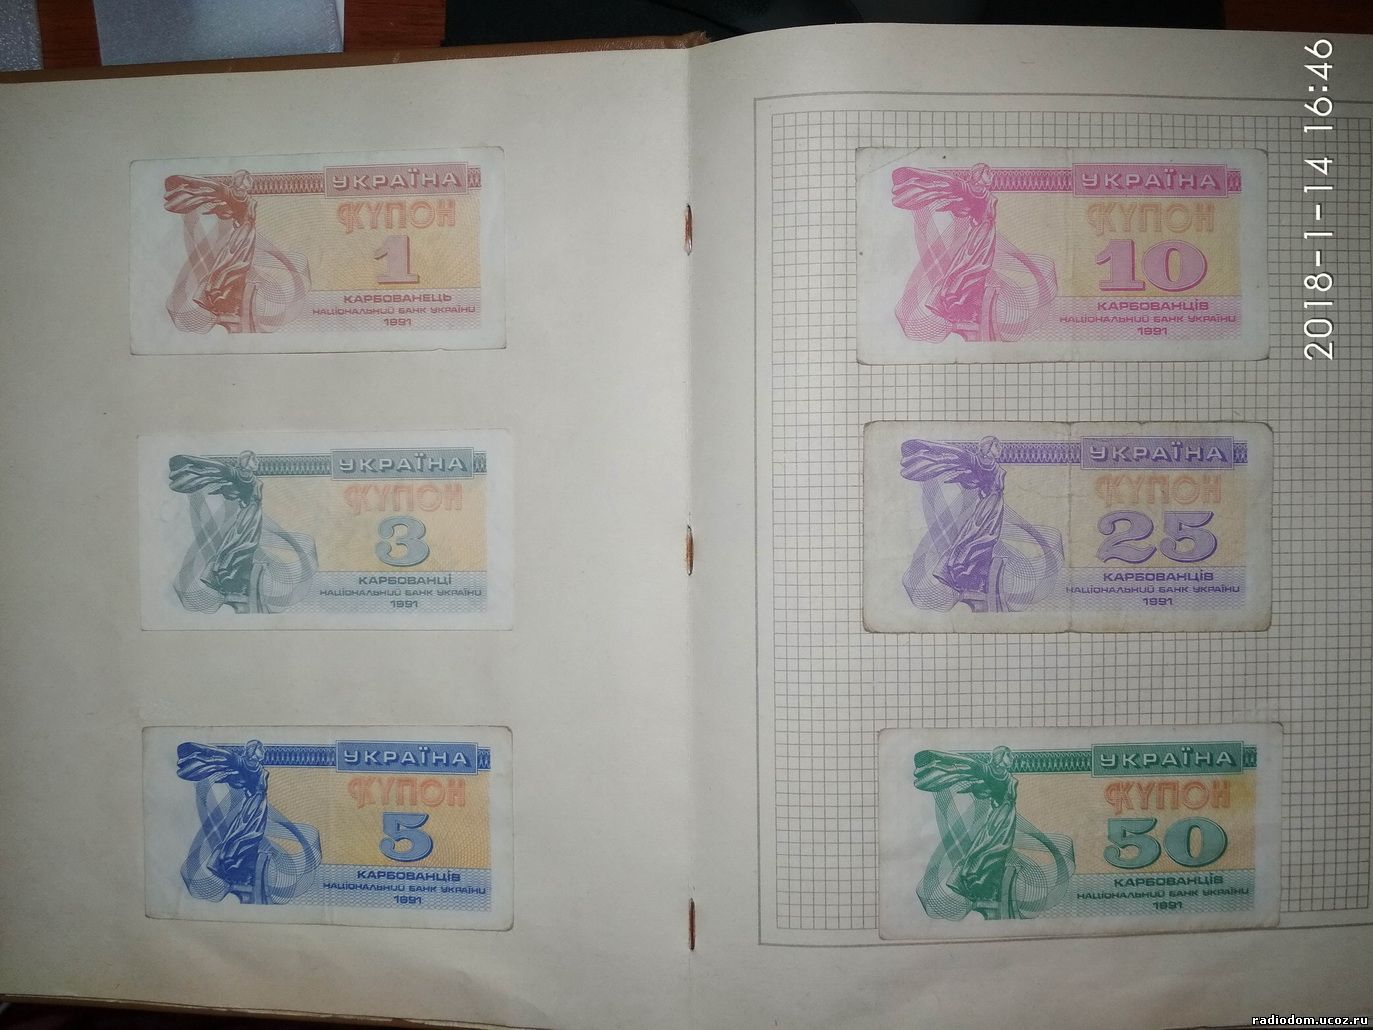 УКРАЇНА
КУПОН
1
КАРБОВАНЕЦЬ
НАЦІОНАЛЬНИЙ БАНК УКРАЇНИ
1991
УКРАЇНА
КУПОН
3
КАРБОВАНЦІ
НАЦІОНАЛЬНИЙ БАНК УКРАЇНИ
1991
УКРАЇНА
КУПОН
5
КАРБОВАНЦІВ
НАЦІОНАЛЬНИЙ БАНК УКРАЇНИ
1991
УКРАЇНА
КУПОН
10
КАРБОВАНЦІВ
НАЦІОНАЛЬНИЙ БАНК УКРАЇНИ
1991
УКРАЇНА
КУПОН
25
КАРБОВАНЦІВ
НАЦІОНАЛЬНИЙ БАНК УКРАЇНИ
1991
УКРАЇНА
КУПОН
50
КАРБОВАНЦІВ
НАЦІОНАЛЬНИЙ БАНК УКРАЇНИ
1991
2018-1-14 16:46
radiodom.ucoz.ru